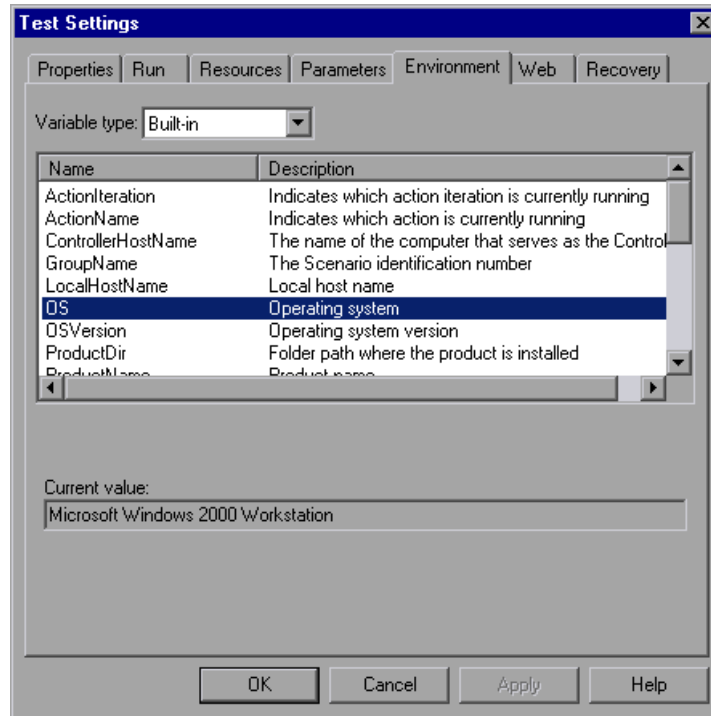 Test Settings
Properties Run Resources Parameters Environment Web Recovery
Variable type: Built-in
Name Description
ActionIteration Indicates which action iteration is currently running
ActionName Indicates which action is currently running
ControllerHostName The name of the computer that serves as the Control
GroupName The Scenario identification number
LocalHostName Local host name
OS Operating system
OSVersion Operating system version
ProductDir Folder path where the product is installed
ProductName Product name
Current value:
Microsoft Windows 2000 Workstation
OK Cancel Apply Help